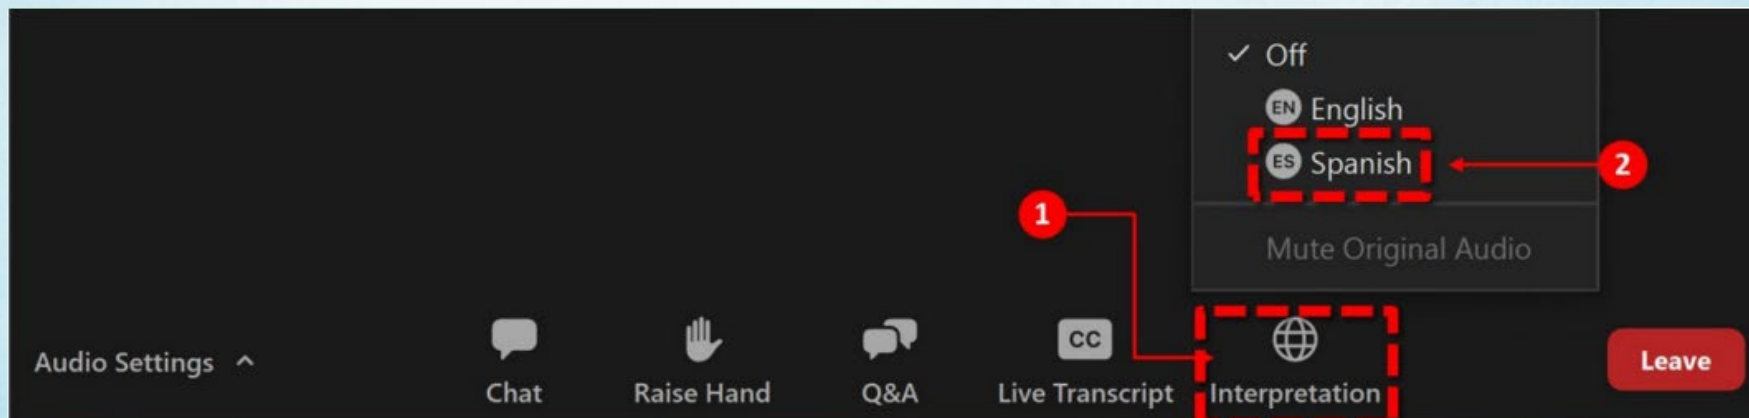 ✓ Off
EN English
ES Spanish
2
1
Mute Original Audio
CC
Audio Settings ^
Chat
Raise Hand
Q&A
Live Transcript
Interpretation
Leave